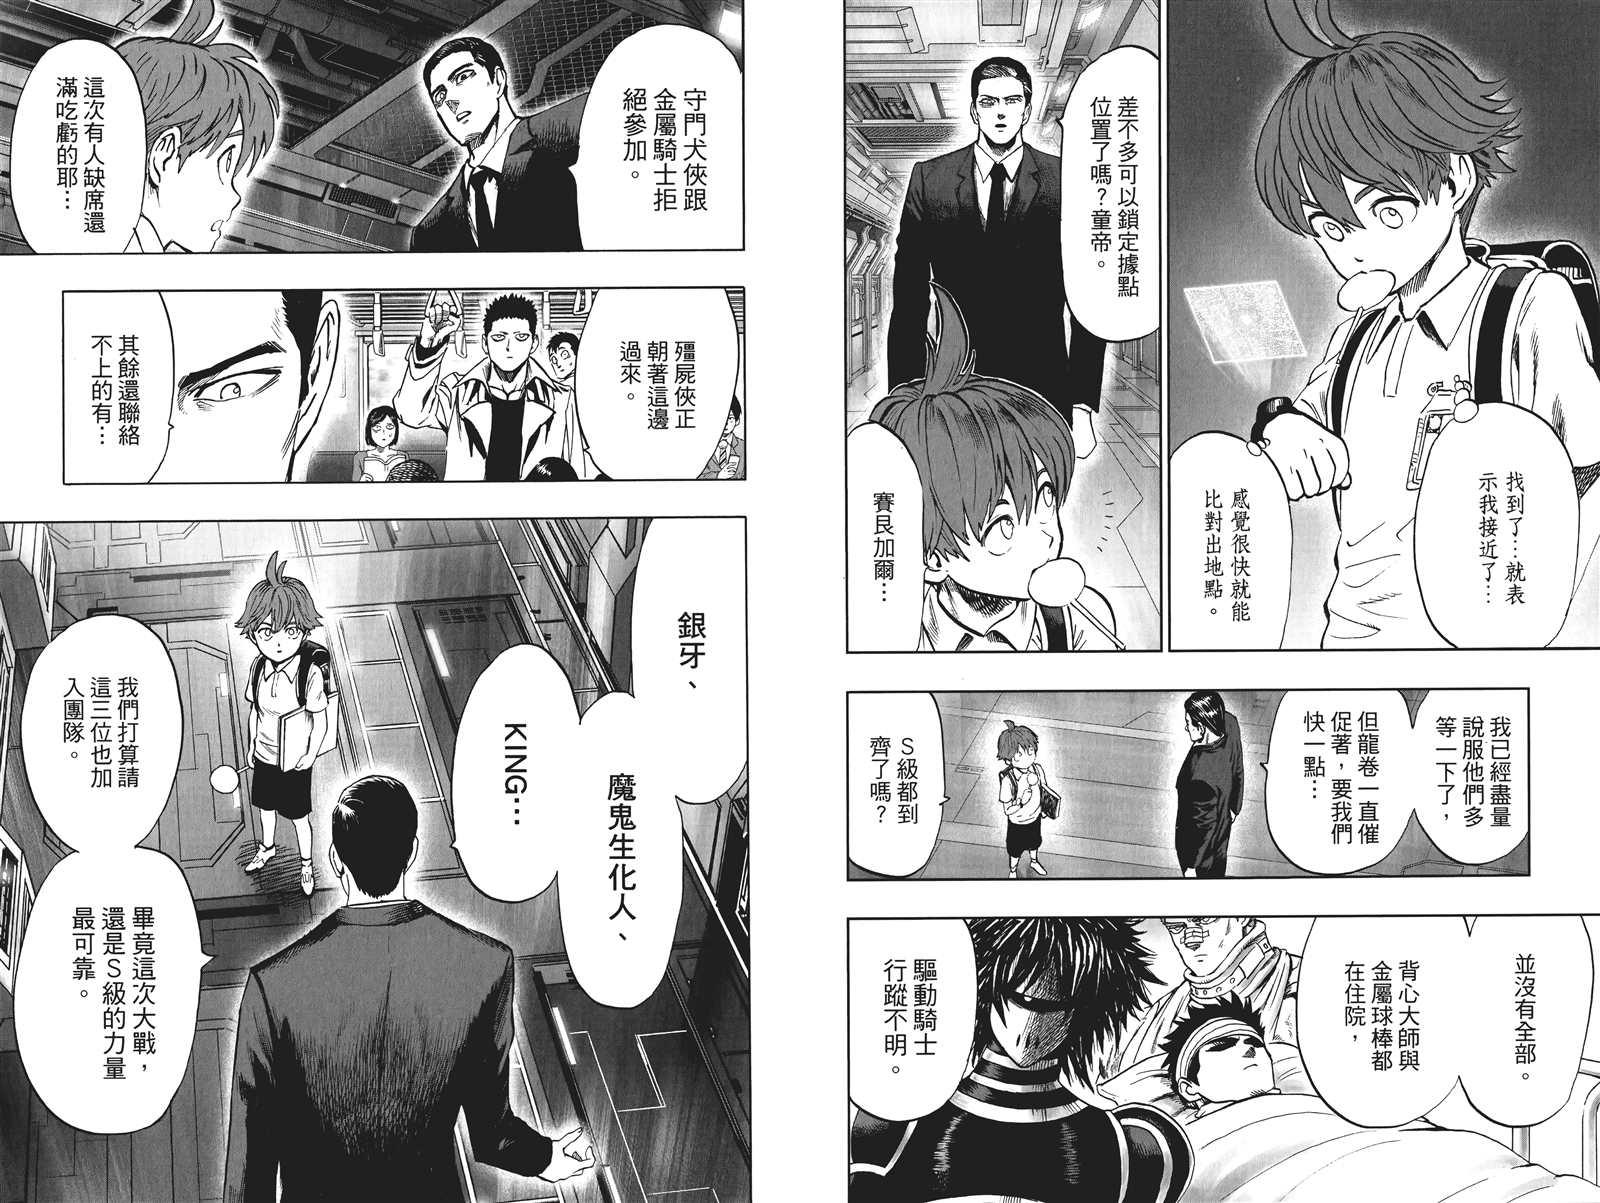 找到了…就表
示我接近了…
感覺很快就能
比對出地點。
差不多可以鎖定據點
位置了嗎？童帝。
賽艮加爾…
我已經盡量
說服他們多
等一下了，
但龍卷一直催
促著，要我們
快一點…
Ｓ級都到
齊了嗎？
並沒有全部。
背心大師與
金屬球棒都
在住院，
驅動騎士
行蹤不明。
守門犬俠跟
金屬騎士拒
絕參加。
這次有人缺席還
滿吃虧的耶…
殭屍俠正
朝著這邊
過來。
其餘還聯絡
不上的有…
銀牙、
魔鬼生化人、
KING…
我們打算請
這三位也加
入團隊。
畢竟這次大戰，
還是Ｓ級的力量
最可靠。